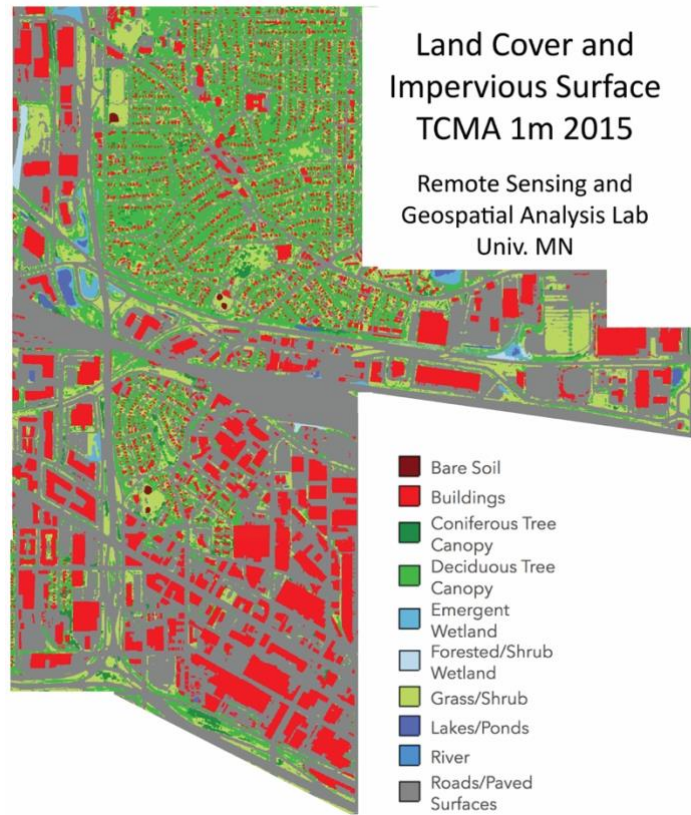 Land Cover and
Impervious Surface
TCMA 1m 2015
Remote Sensing and
Geospatial Analysis Lab
Univ. MN
Bare Soil
Buildings
Coniferous Tree
Canopy
Deciduous Tree
Canopy
Emergent
Wetland
Forested/Shrub
Wetland
Grass/Shrub
Lakes/Ponds
River
Roads/Paved
Surfaces